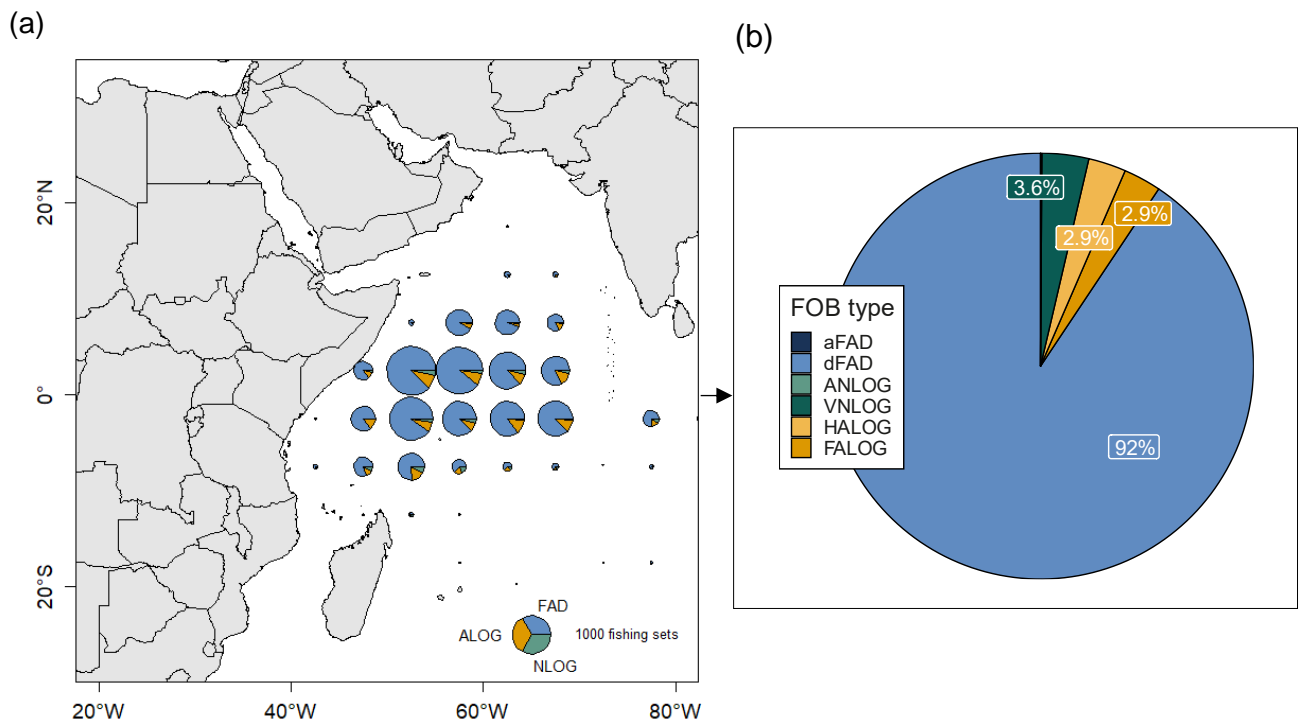 (a)
20°N
0°
20°S
20°W
40°W
60°W
80°W
FAD
ALOG
1000 fishing sets
NLOG
(b)
3.6%
2.9%
2.9%
92%
FOB type
aFAD
dFAD
ANLOG
VNLOG
HALOG
FALOG